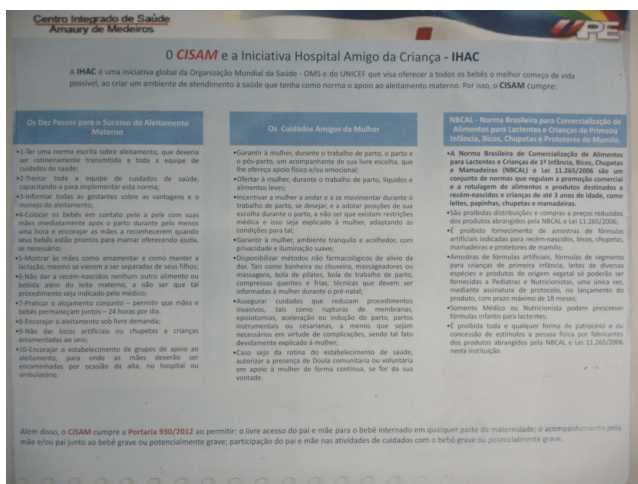 Centro Integrado de Saúde
Amaury de Medeiros
UPE
O CISAM e a Iniciativa Hospital Amigo da Criança - IHAC
A IHAC é uma iniciativa global da Organização Mundial da Saúde - OMS e do UNICEF que visa oferecer a todos os bebês o melhor começo de vida
possível, ao criar um ambiente de atendimento à saúde que tenha como norma o apoio ao aleitamento materno. Por isso, o CISAM cumpre:
Os Dez Passos para o Sucesso do Aleitamento
Materno
•1-Ter uma norma escrita sobre aleitamento, que deveria
ser rotineiramente transmitida a toda a equipe de
cuidados de saúde;
•2-Treinar toda a equipe de cuidados de saúde,
capacitando-a para implementar esta norma;
•3-Informar todas as gestantes sobre as vantagens e o
manejo do aleitamento;
•4-Colocar os bebês em contato pele a pele com suas
mães imediatamente após o parto durante pelo menos
uma hora e encorajar as mães a reconhecerem quando
seus bebês estão prontos para mamar oferecendo ajuda,
se necessário;
•5-Mostrar às mães como amamentar e como manter a
lactação, mesmo se vierem a ser separadas de seus filhos;
•6-Não dar a recém-nascidos nenhum outro alimento ou
bebida além do leite materno, a não ser que tal
procedimento seja indicado pelo médico;
•7-Praticar o alojamento conjunto – permitir que mães e
bebês permaneçam juntos – 24 horas por dia.
•8-Encorajar o aleitamento sob livre demanda;
•9-Não dar bicos artificiais ou chupetas a crianças
amamentadas ao seio;
•10-Encorajar o estabelecimento de grupos de apoio ao
aleitamento, para onde as mães deverão ser
encaminhadas por ocasião da alta, no hospital ou
ambulatório.
Os Cuidados Amigos da Mulher
•Garantir à mulher, durante o trabalho de parto, o parto e
o pós-parto, um acompanhante de sua livre escolha, que
lhe ofereça apoio físico e/ou emocional;
•Ofertar à mulher, durante o trabalho de parto, líquidos e
alimentos leves;
•Incentivar a mulher a andar e a se movimentar durante o
trabalho de parto, se desejar, e a adotar posições de sua
escolha durante o parto, a não ser que existam restrições
médica e isso seja explicado à mulher, adaptando as
condições para tal;
•Garantir à mulher, ambiente tranquilo e acolhedor, com
privacidade e iluminação suave;
•Disponibilizar métodos não farmacológicos de alívio da
dor. Tais como banheira ou chuveiro, massageadores ou
massagens, bola de pilates, bola de trabalho de parto,
compressas quentes e frias, técnicas que devem ser
informadas à mulher durante o pré-natal;
•Assegurar cuidados que reduzam procedimentos
invasivos, tais como rupturas de membranas,
episiotomias, aceleração ou indução do parto, partos
instrumentais ou cesarianas, a menos que sejam
necessários em virtude de complicações, sendo tal fato
devidamente explicado à mulher;
•Caso seja da rotina do estabelecimento de saúde,
autorizar a presença de Doula comunitária ou voluntária
em apoio à mulher de forma contínua, se for da sua
vontade.
NBCAL - Norma Brasileira para Comercialização de
Alimentos para Lactentes e Crianças de Primeira
Infância, Bicos, Chupetas e Protetores de Mamilo,
•A Norma Brasileira de Comercialização de Alimentos
para Lactentes e Crianças de 1ª Infância, Bicos, Chupetas
e Mamadeiras (NBCAL) e Lei 11.265/2006 são um
conjunto de normas que regulam a promoção comercial
e a rotulagem de alimentos e produtos destinados a
recém-nascidos e crianças de até 3 anos de idade, como
leites, papinhas, chupetas e mamadeiras.
•São proibidas distribuições e compras a preços reduzidos
dos produtos abrangidos pela NBCAL e Lei 11.265/2006;
•É proibido fornecimento de amostras de fórmulas
artificiais indicadas para recém-nascidos, bicos, chupetas,
mamadeiras e protetores de mamilo;
•Amostras de fórmulas artificiais, fórmulas de segmento
para crianças de primeira infância, leites de diversas
espécies e produtos de origem vegetal só poderão ser
fornecidas a Pediatras e Nutricionistas, uma única vez,
mediante assinatura de protocolo, no lançamento do
produto, com prazo máximo de 18 meses;
•Somente Médico ou Nutricionista podem prescrever
fórmulas infantis para lactentes;
•É proibida toda e qualquer forma de patrocínio e ou
concessão de estímulos a pessoa física por fabricantes
dos produtos abrangidos pela NBCAL e Lei 11.265/2006
nesta instituição.
Além disso, o CISAM cumpre a Portaria 930/2012 ao permitir: o livre acesso do pai e mãe para o bebê internado em qualquer parte da maternidade; o acompanhamento pela
mãe e/ou pai junto ao bebê grave ou potencialmente grave; participação do pai e mãe nas atividades de cuidados com o bebê grave ou potencialmente grave.